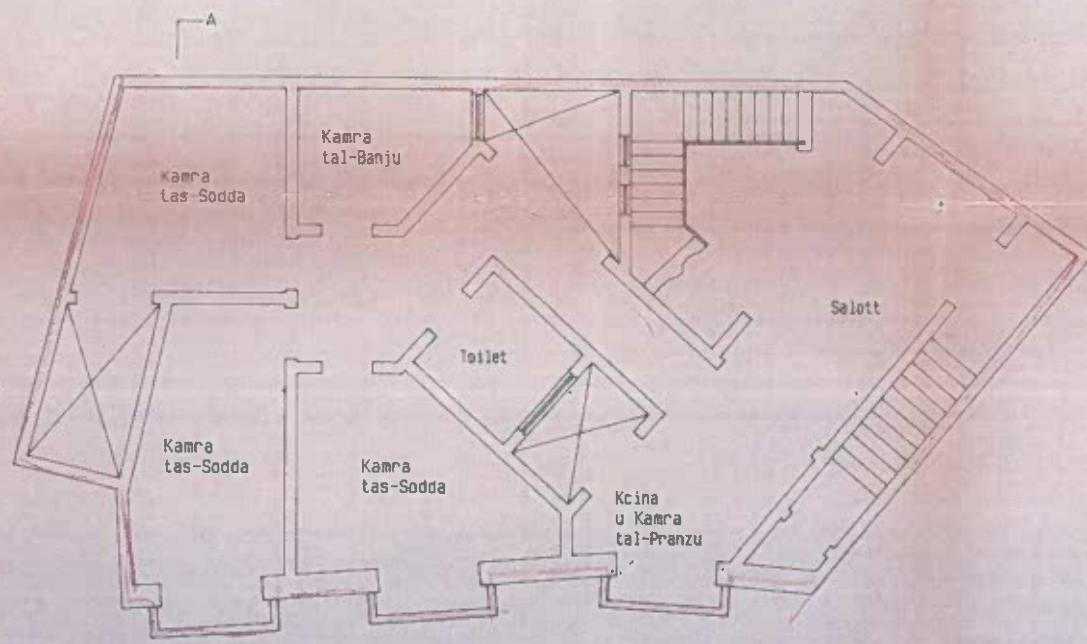 A
Kamra
tal-Banju
Kamra
tas-Sodda
Salott
Toilet
Kamra
tas-Sodda
Kamra
tas-Sodda
Kcina
u Kamra
tal-Pranzu